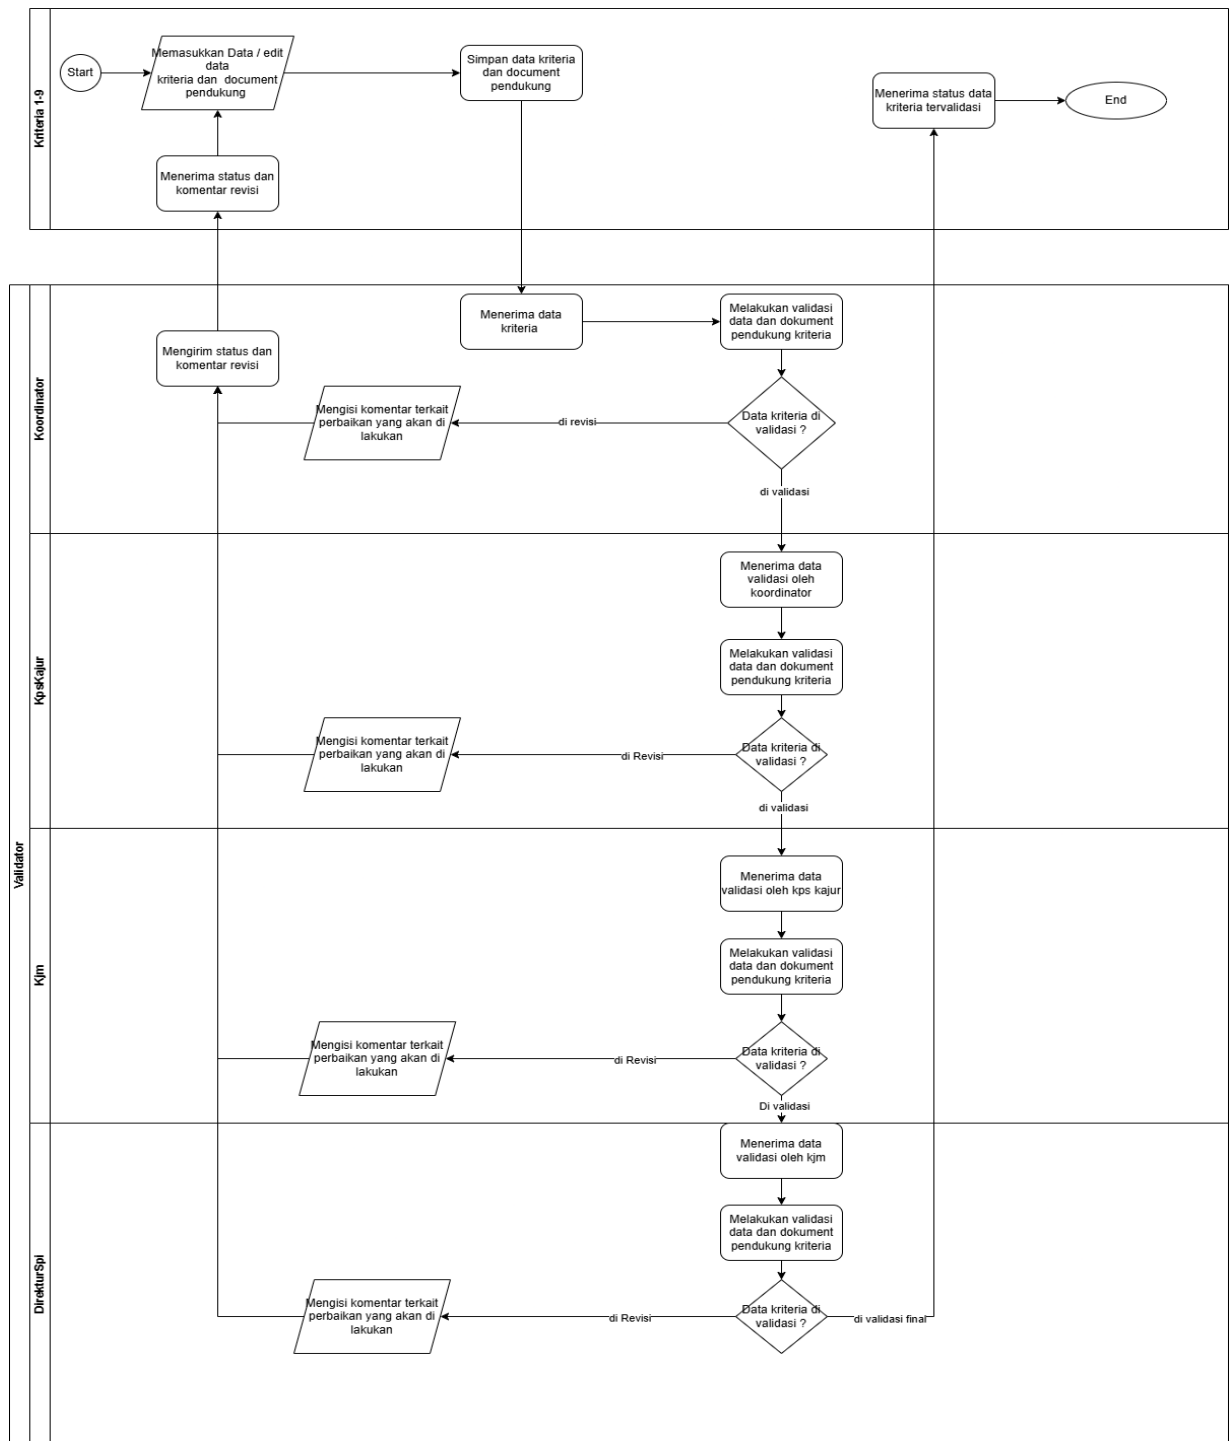 Kriteria 1-9
Start
Memasukkan Data / edit
data
kriteria dan document
pendukung
Simpan data kriteria
dan document
pendukung
Menerima status data
kriteria tervalidasi
End
Menerima status dan
komentar revisi
Validator
Koordinator
Menerima data
kriteria
Melakukan validasi
data dan dokument
pendukung kriteria
Mengirim status dan
komentar revisi
Mengisi komentar terkait
perbaikan yang akan di
lakukan
di revisi
Data kriteria di
validasi ?
di validasi
KpsKajur
Menerima data
validasi oleh
koordinator
Melakukan validasi
data dan dokument
pendukung kriteria
Mengisi komentar terkait
perbaikan yang akan di
lakukan
di Revisi
Data kriteria di
validasi ?
di validasi
Kjm
Menerima data
validasi oleh kps kajur
Melakukan validasi
data dan dokument
pendukung kriteria
Mengisi komentar terkait
perbaikan yang akan di
lakukan
di Revisi
Data kriteria di
validasi ?
Di validasi
DirekturSpi
Menerima data
validasi oleh kjm
Melakukan validasi
data dan dokument
pendukung kriteria
Mengisi komentar terkait
perbaikan yang akan di
lakukan
di Revisi
Data kriteria di
validasi ?
di validasi final